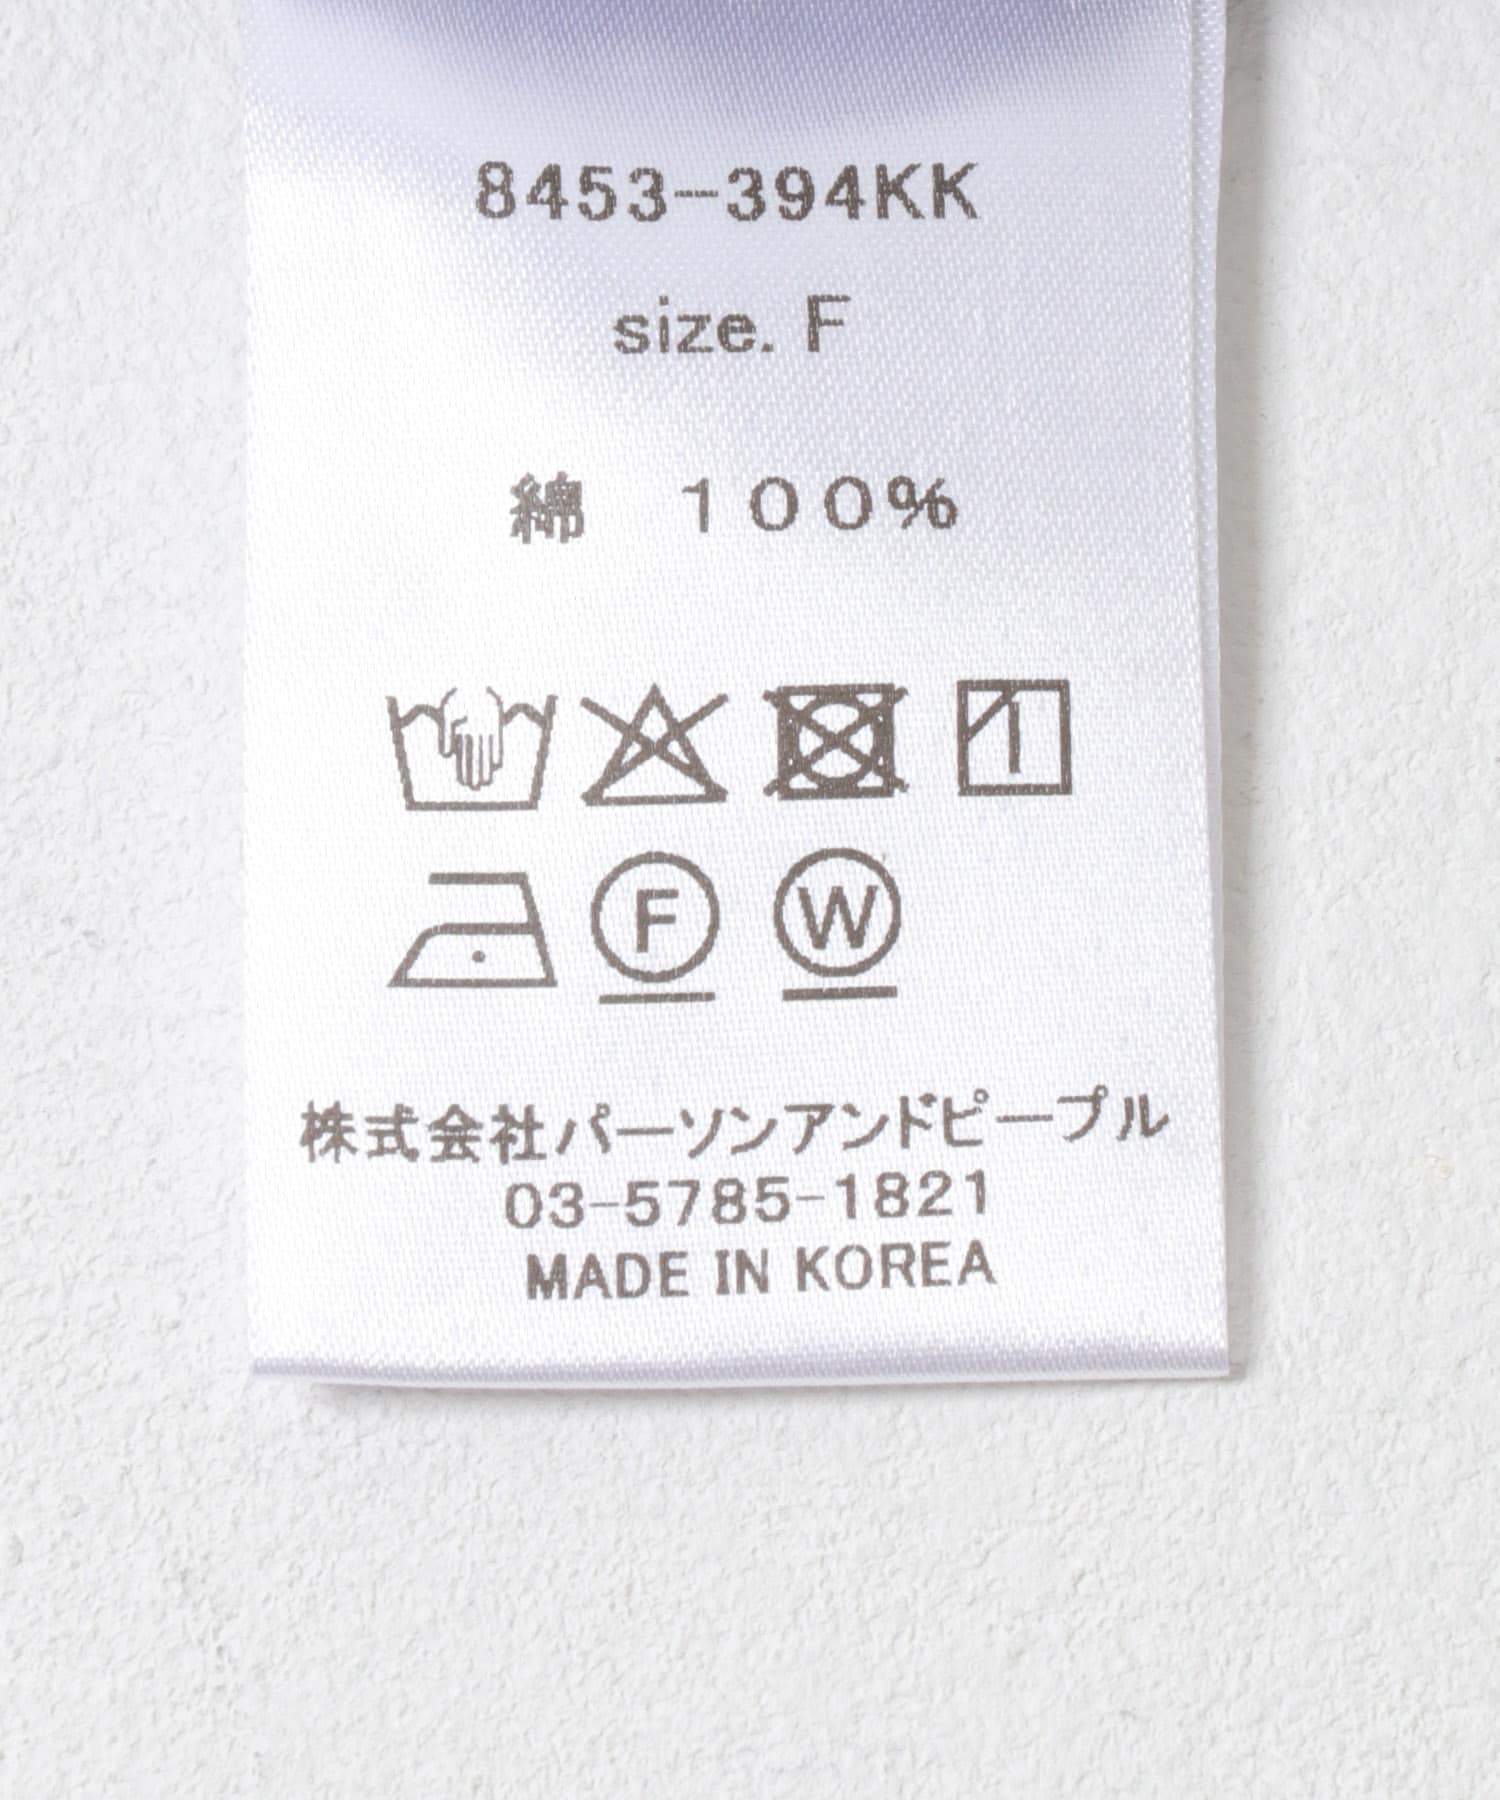 8453-394KK
size. F
綿　１００%
F W
株式会社パーソンアンドピープル
03-5785-1821
MADE IN KOREA